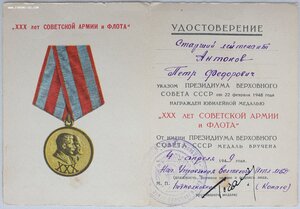 "XXX лет СОВЕТСКОЙ АРМИИ
и ФЛОТА"
XXX
УДОСТОВЕРЕНИЕ
Старший лейтенант
Антонов
Петр Федорович
УКАЗОМ ПРЕЗИДИУМА ВЕРХОВНОГО
СОВЕТА СССР от 22 февраля 1948 года
НАГРАЖДЕН ЮБИЛЕЙНОЙ МЕДАЛЬЮ
"XXX ЛЕТ СОВЕТСКОЙ АРМИИ
и ФЛОТА"
От имени ПРЕЗИДИУМА ВЕРХОВНОГО
СОВЕТА СССР МЕДАЛЬ ВРУЧЕНА
4 апреля 1949 года
М. П.